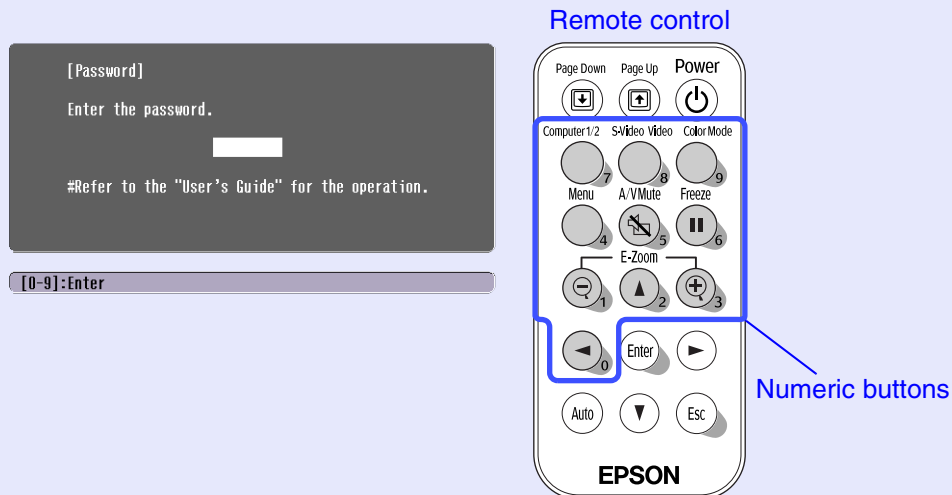 Remote control
[Password]
Enter the password.
#Refer to the "User's Guide" for the operation.
[0-9]:Enter
Page Down Page Up Power
Computer1/2 S-Video Video Color Mode
7 8 9
Menu A/V Mute Freeze
4 5 6
E-Zoom
1 2 3
0 Enter
Numeric buttons
Auto Esc
EPSON